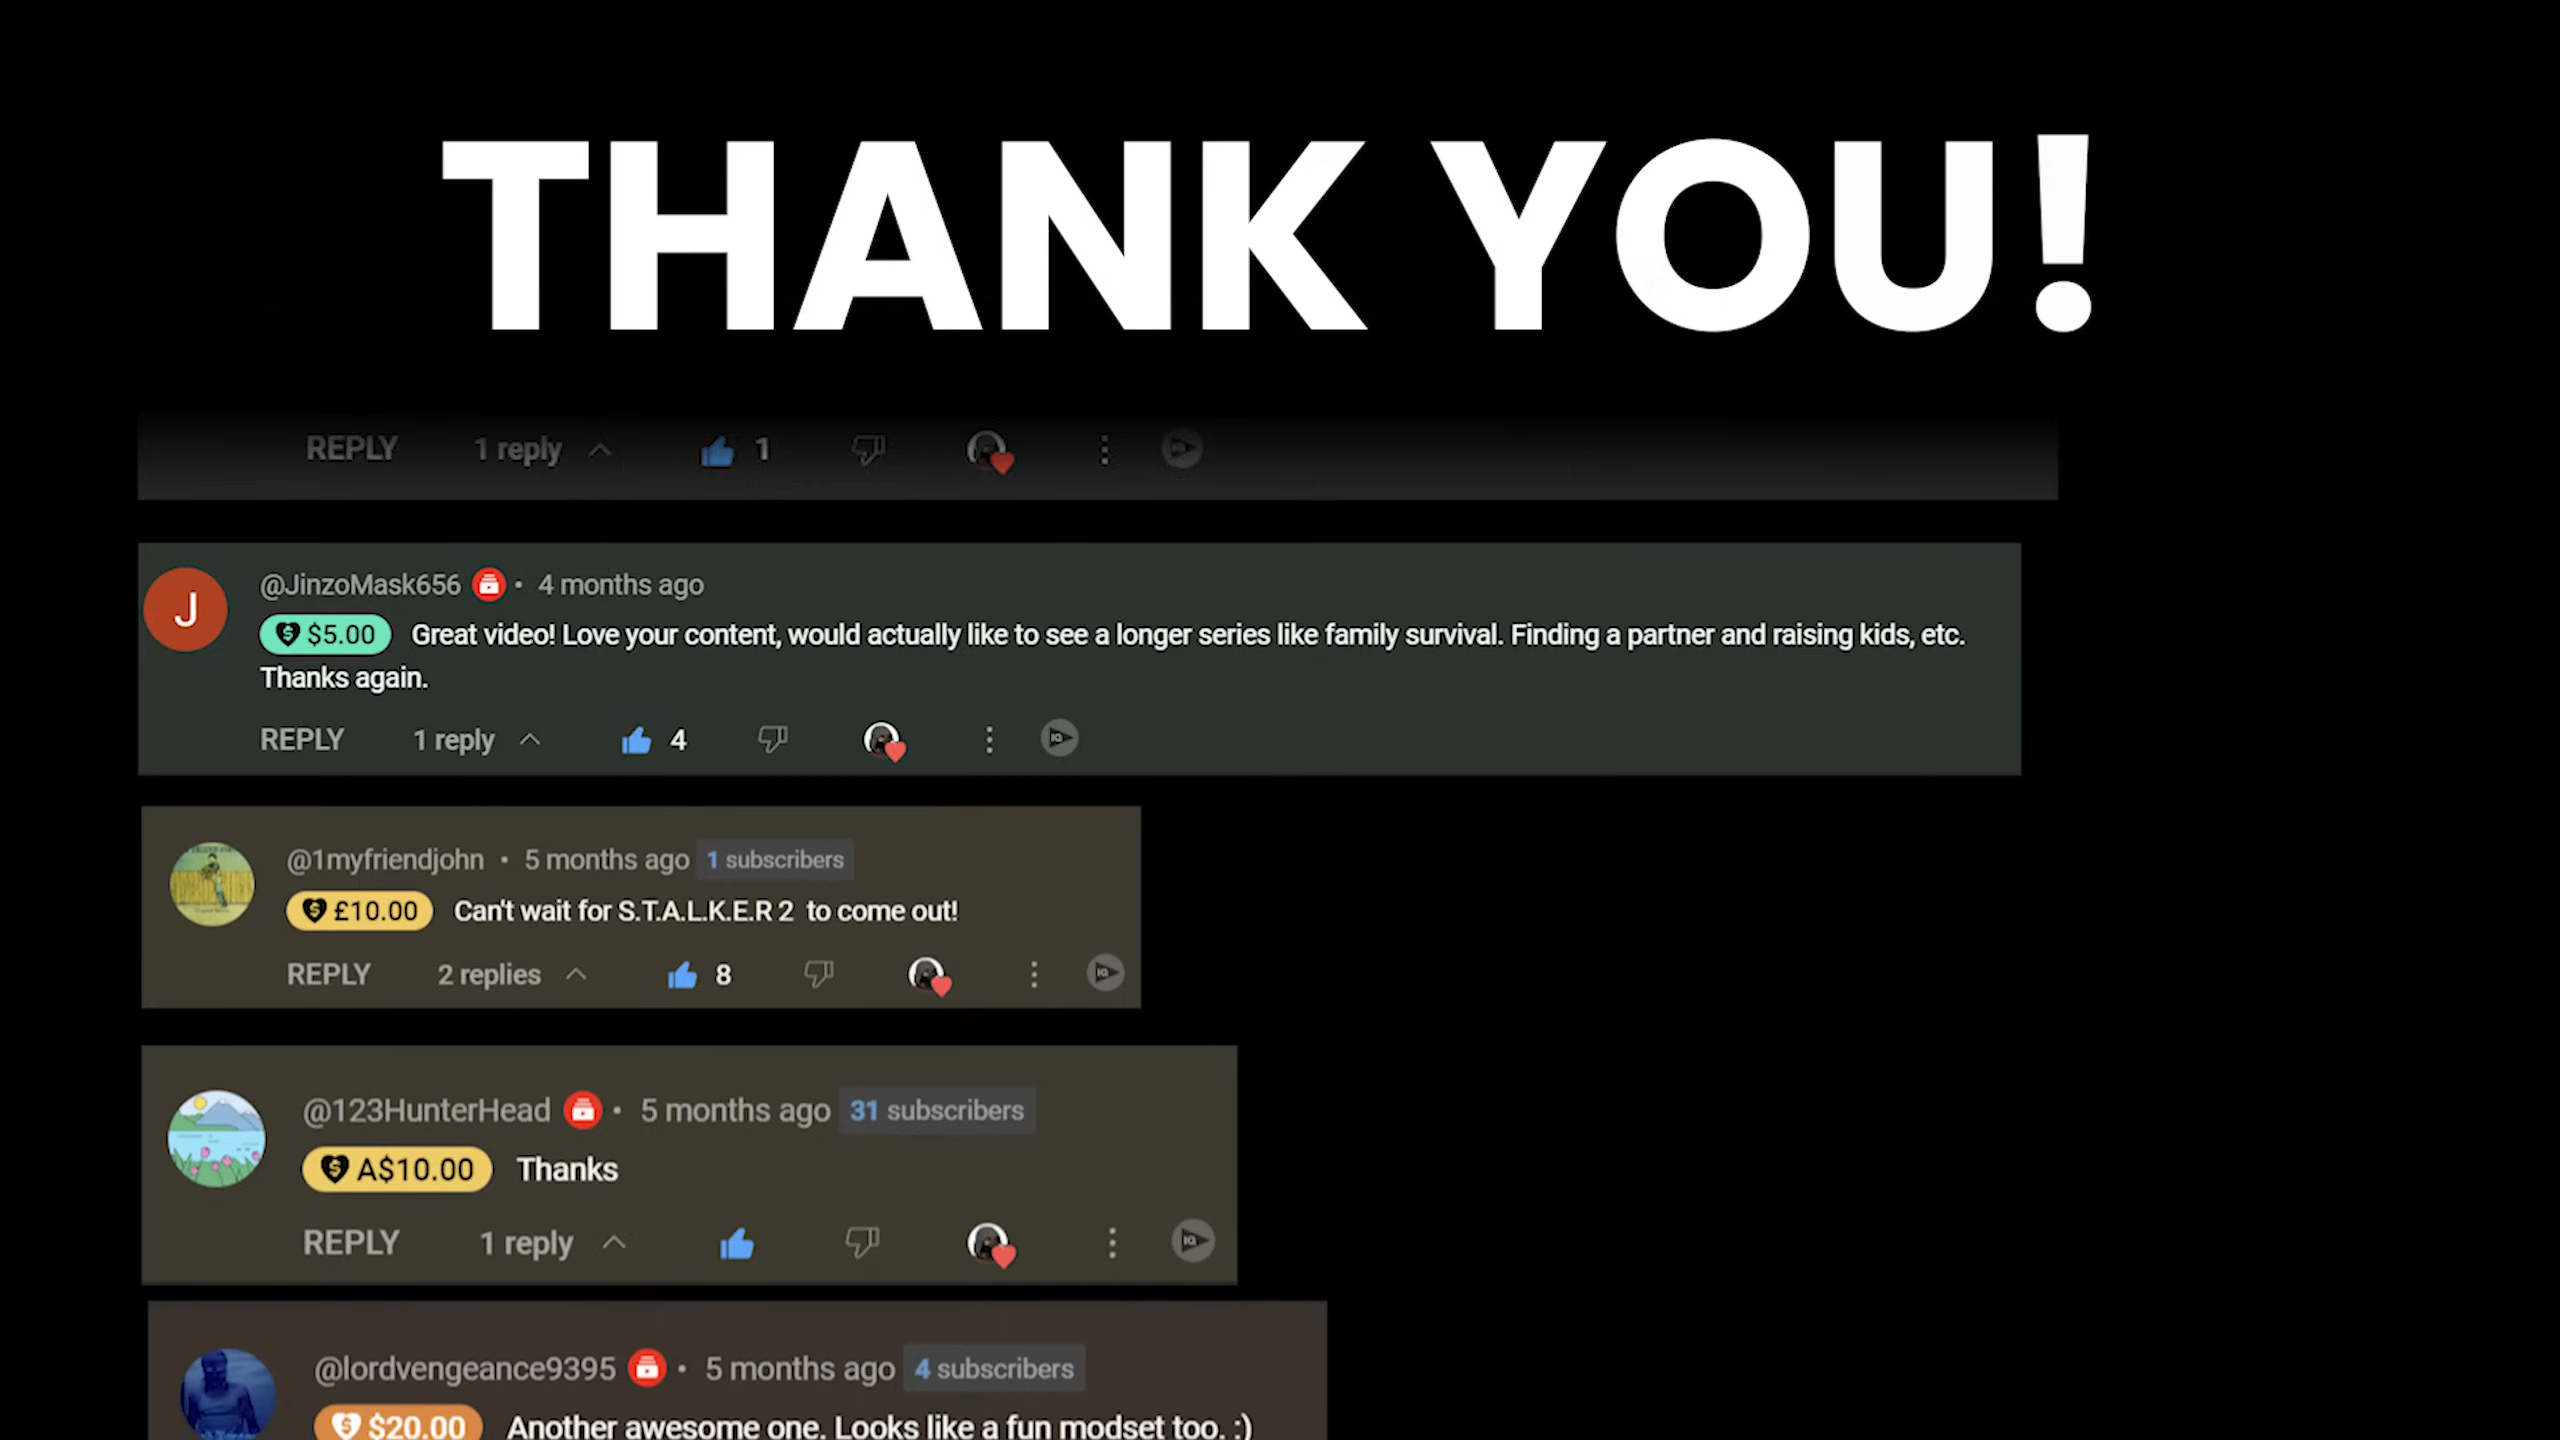 THANK YOU!
REPLY 1 reply 1
J
@JinzoMask656 • 4 months ago
$5.00 Great video! Love your content, would actually like to see a longer series like family survival. Finding a partner and raising kids, etc.
Thanks again.
REPLY 1 reply 4 IQ
@1myfriendjohn • 5 months ago 1 subscribers
£10.00 Can't wait for S.T.A.L.K.E.R 2 to come out!
REPLY 2 replies 8 IQ
@123HunterHead • 5 months ago 31 subscribers
A$10.00 Thanks
REPLY 1 reply IQ
@lordvengeance9395 • 5 months ago 4 subscribers
$20.00 Another awesome one. Looks like a fun modset too. :)